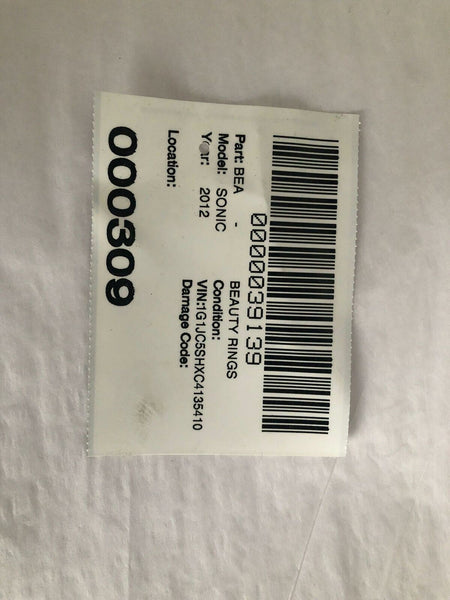 0000039139
Part: BEA - BEAUTY RINGS
Model: SONIC Condition:
Year: 2012 VIN:1G1JC5SHXC4135410
Damage Code:
Location:
000309